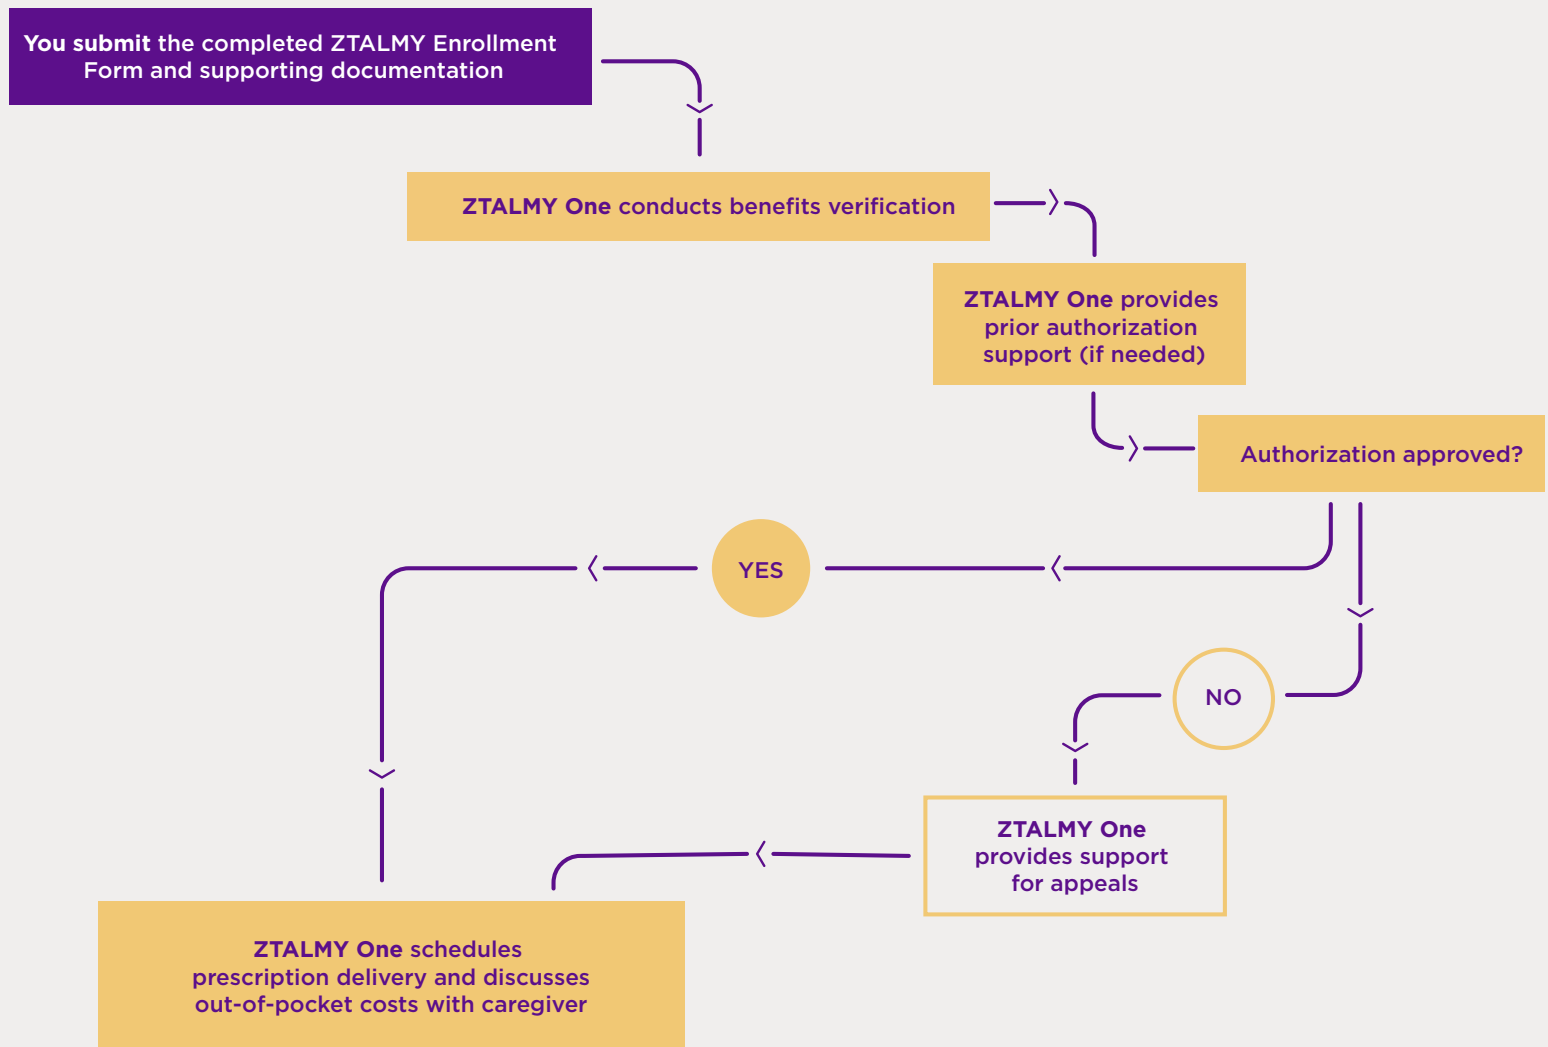 You submit the completed ZTALMY Enrollment
Form and supporting documentation
ZTALMY One conducts benefits verification
ZTALMY One provides
prior authorization
support (if needed)
Authorization approved?
YES
NO
ZTALMY One
provides support
for appeals
ZTALMY One schedules
prescription delivery and discusses
out-of-pocket costs with caregiver